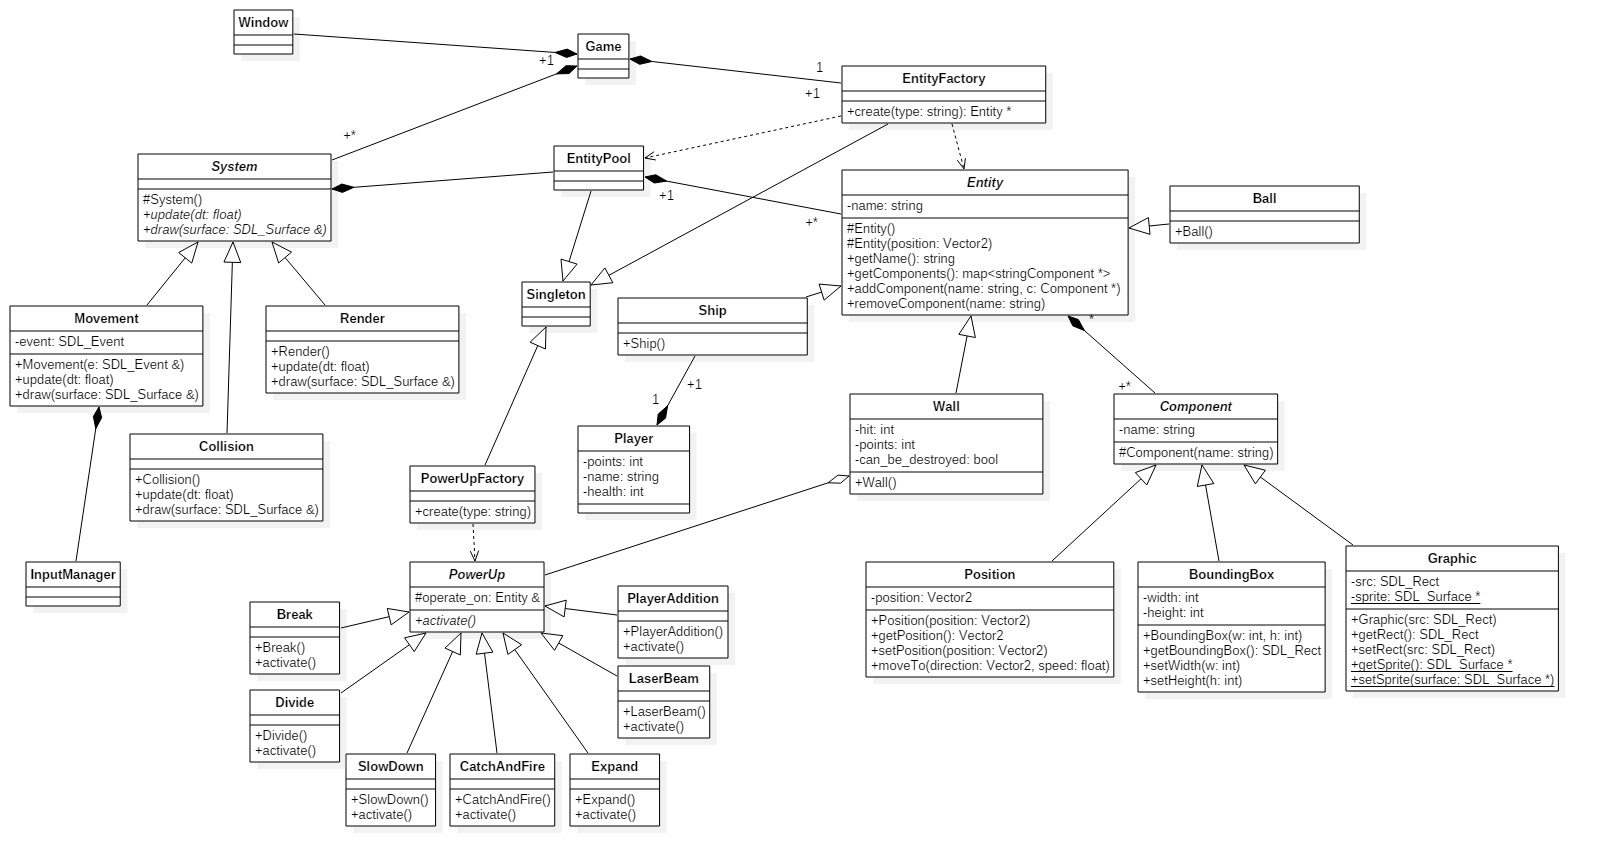 Window
Game
+1
1
+1
EntityFactory
+create(type: string): Entity *
+*
System
#System()
+update(dt: float)
+draw(surface: SDL_Surface &)
EntityPool
+1
+*
Entity
-name: string
#Entity()
#Entity(position: Vector2)
+getName(): string
+getComponents(): map<stringComponent *>
+addComponent(name: string, c: Component *)
+removeComponent(name: string)
Ball
+Ball()
Singleton
Ship
+Ship()
*
+*
Movement
-event: SDL_Event
+Movement(e: SDL_Event &)
+update(dt: float)
+draw(surface: SDL_Surface &)
Render
+Render()
+update(dt: float)
+draw(surface: SDL_Surface &)
+1
1
Collision
+Collision()
+update(dt: float)
+draw(surface: SDL_Surface &)
Player
-points: int
-name: string
-health: int
Wall
-hit: int
-points: int
-can_be_destroyed: bool
+Wall()
Component
-name: string
#Component(name: string)
PowerUpFactory
+create(type: string)
InputManager
PowerUp
#operate_on: Entity &
+activate()
Position
-position: Vector2
+Position(position: Vector2)
+getPosition(): Vector2
+setPosition(position: Vector2)
+moveTo(direction: Vector2, speed: float)
BoundingBox
-width: int
-height: int
+BoundingBox(w: int, h: int)
+getBoundingBox(): SDL_Rect
+setWidth(w: int)
+setHeight(h: int)
Graphic
-src: SDL_Rect
-sprite: SDL_Surface *
+Graphic(src: SDL_Rect)
+getRect(): SDL_Rect
+setRect(src: SDL_Rect)
+getSprite(): SDL_Surface *
+setSprite(surface: SDL_Surface *)
Break
+Break()
+activate()
PlayerAddition
+PlayerAddition()
+activate()
Divide
+Divide()
+activate()
LaserBeam
+LaserBeam()
+activate()
SlowDown
+SlowDown()
+activate()
CatchAndFire
+CatchAndFire()
+activate()
Expand
+Expand()
+activate()